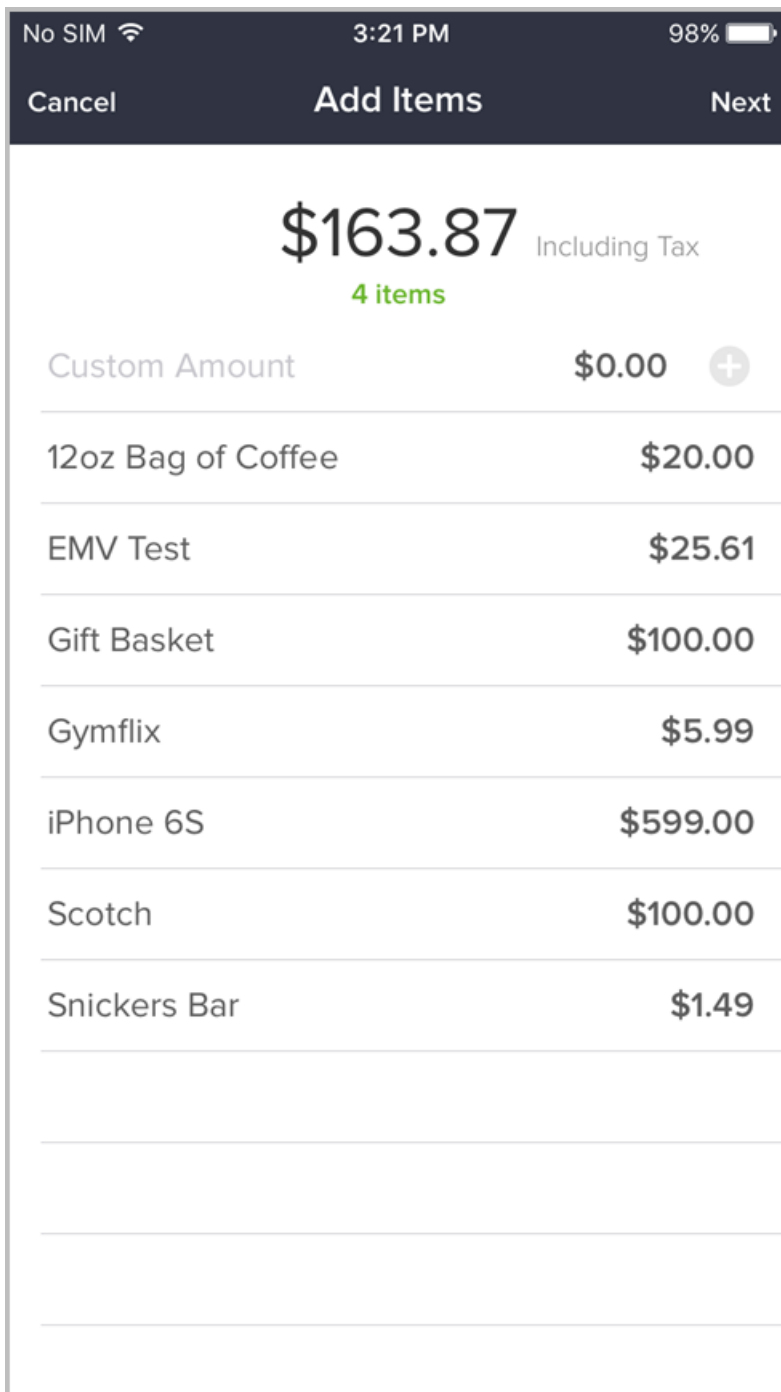 No SIM 3:21 PM 98%
Cancel Add Items Next
$163.87 Including Tax
4 items
Custom Amount $0.00
12oz Bag of Coffee $20.00
EMV Test $25.61
Gift Basket $100.00
Gymflix $5.99
iPhone 6S $599.00
Scotch $100.00
Snickers Bar $1.49